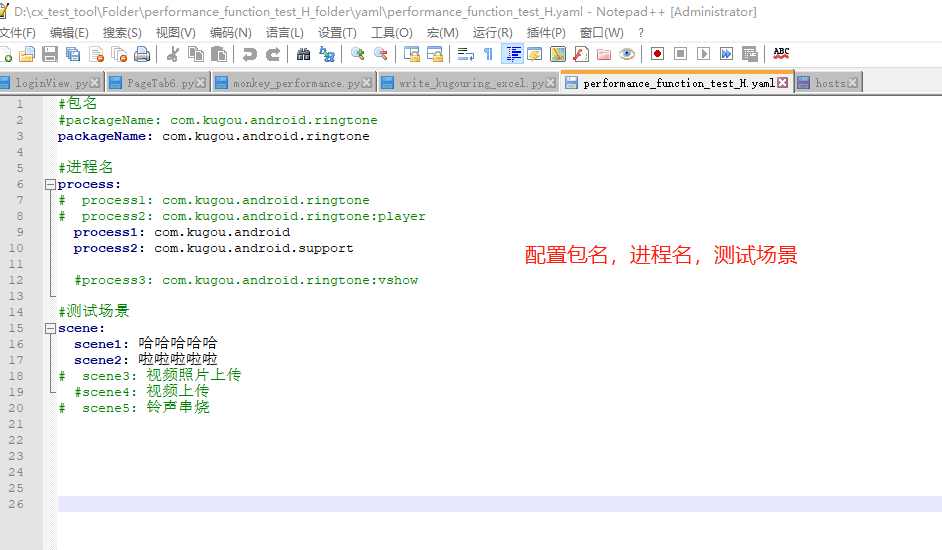 D:\cx_test_tool\Folder\performance_function_test_H_folder\yaml\performance_function_test_H.yaml - Notepad++ [Administrator]
文件(F) 编辑(E) 搜索(S) 视图(V) 编码(N) 语言(L) 设置(T) 工具(O) 宏(M) 运行(R) 插件(P) 窗口(W) ?
loginView.py PageTab6.py monkey_performance.py write_kugouring_excel.py performance_function_test_H.yaml hosts
1 #包名
2 #packageName: com.kugou.android.ringtone
3 packageName: com.kugou.android.ringtone
4
5 #进程名
6 process:
7 # process1: com.kugou.android.ringtone
8 # process2: com.kugou.android.ringtone:player
9 process1: com.kugou.android
10 process2: com.kugou.android.support
11
12 #process3: com.kugou.android.ringtone:vshow
13
14 #测试场景
15 scene:
16 scene1: 哈哈哈哈哈
17 scene2: 啦啦啦啦啦
18 # scene3: 视频照片上传
19 #scene4: 视频上传
20 # scene5: 铃声串烧
21
22
23
24
25
26
配置包名，进程名，测试场景